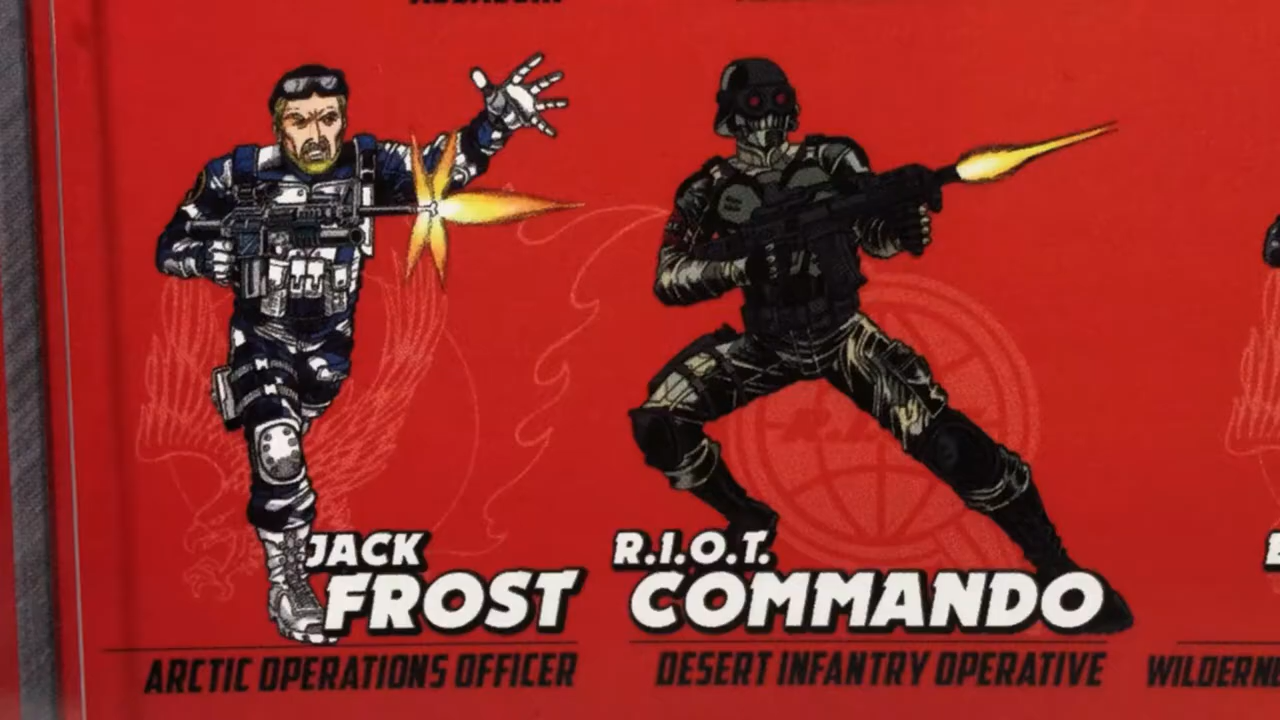 JACK
FROST
ARCTIC OPERATIONS OFFICER
R.I.O.T.
COMMANDO
DESERT INFANTRY OPERATIVE